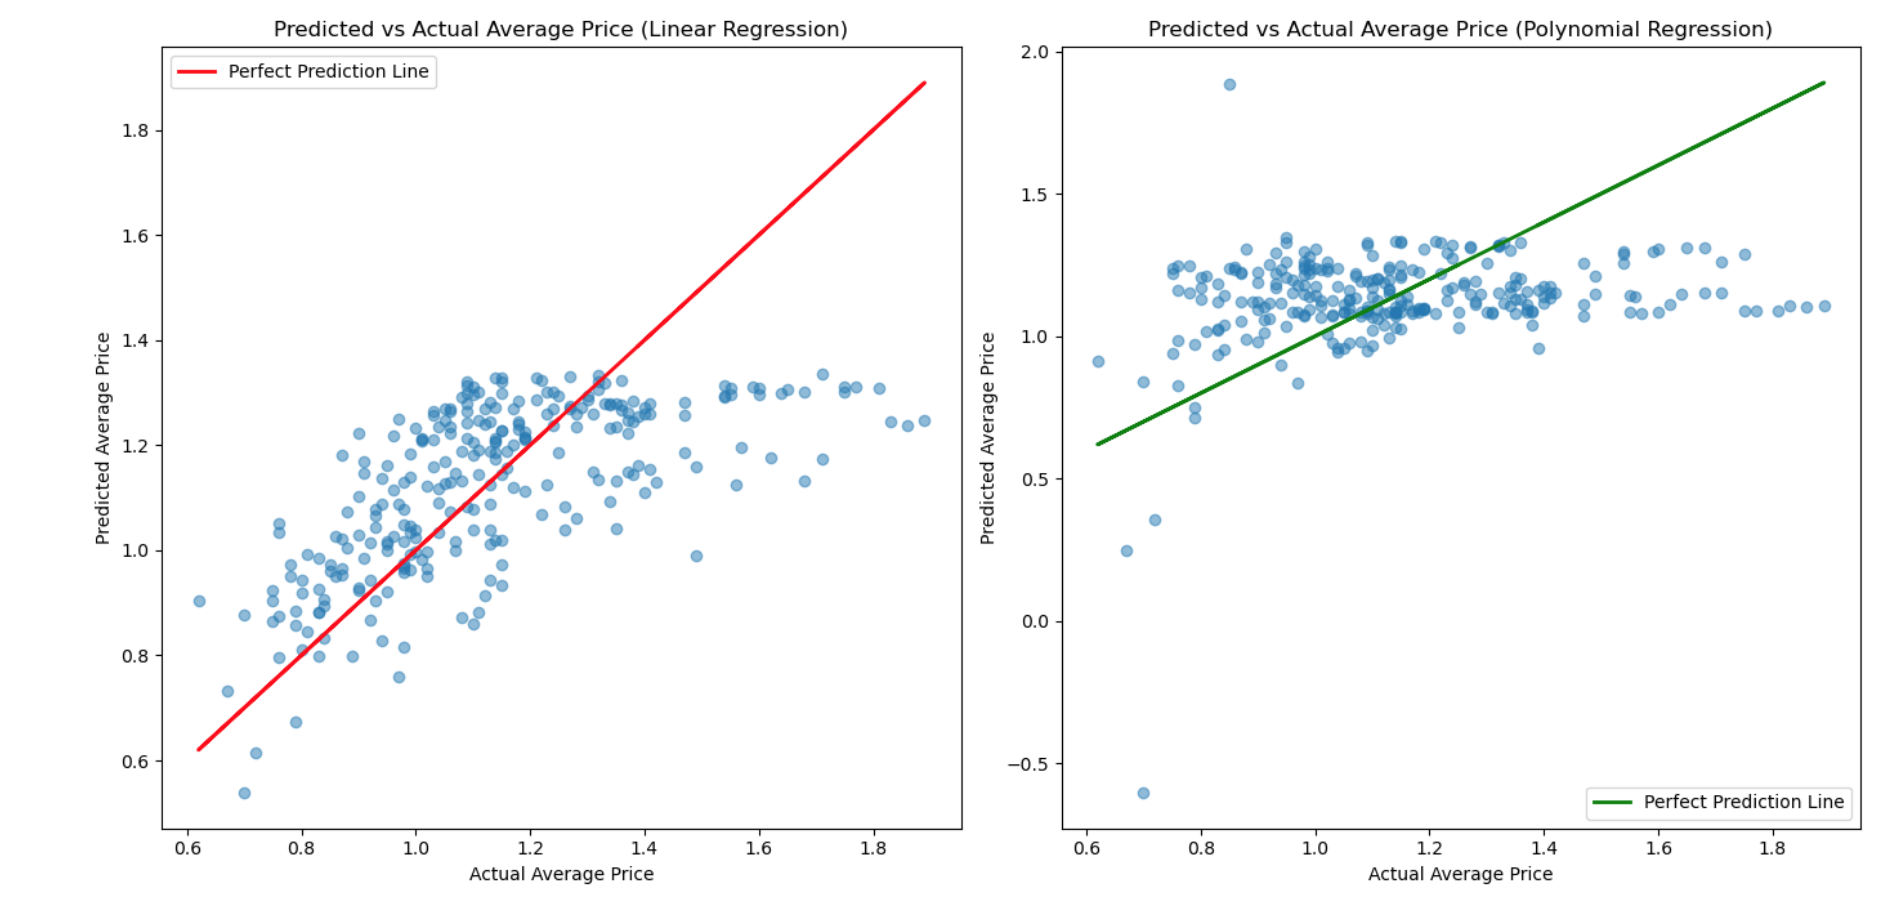 Predicted vs Actual Average Price (Linear Regression)
Perfect Prediction Line
1.8
1.6
1.4
1.2
1.0
0.8
0.6
Predicted Average Price
0.6 0.8 1.0 1.2 1.4 1.6 1.8
Actual Average Price
Predicted vs Actual Average Price (Polynomial Regression)
2.0
1.5
1.0
0.5
0.0
−0.5
Predicted Average Price
Perfect Prediction Line
0.6 0.8 1.0 1.2 1.4 1.6 1.8
Actual Average Price